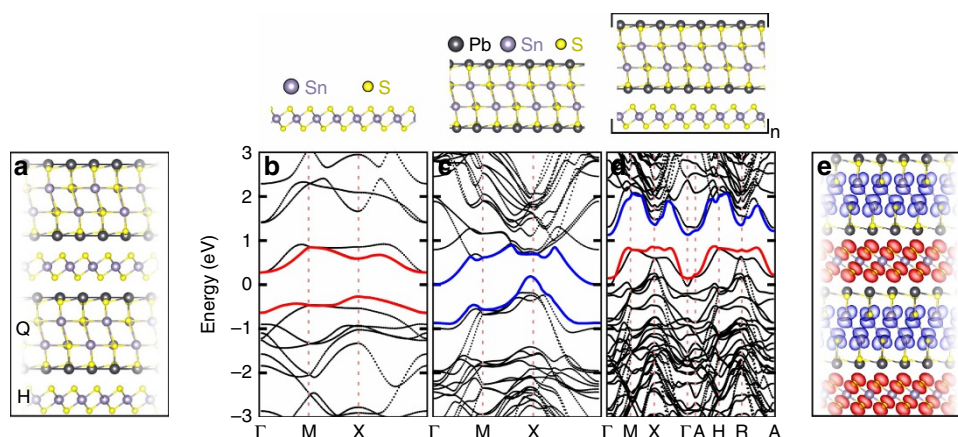 Pb Sn S
Sn S
n
a
Q
H
b
c
d
e
Energy (eV)
3
2
1
0
−1
−2
−3
Γ M X
Γ M X
Γ M X Γ A H R A